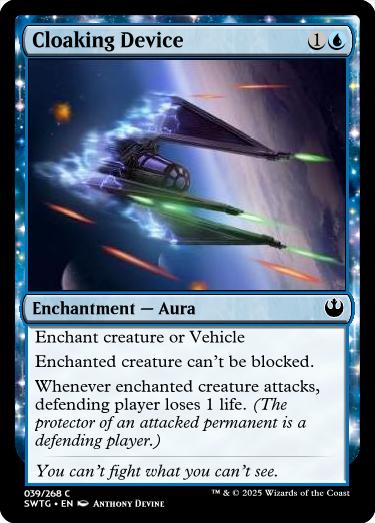 Cloaking Device 1
Enchantment — Aura
Enchant creature or Vehicle
Enchanted creature can't be blocked.
Whenever enchanted creature attacks,
defending player loses 1 life. (The
protector of an attacked permanent is a
defending player.)
You can't fight what you can't see.
039/268 C
SWTG • EN Anthony Devine
™ & © 2025 Wizards of the Coast